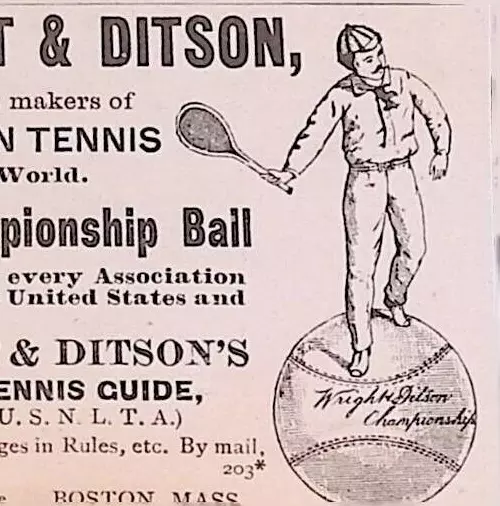 T & DITSON,
makers of
N TENNIS
World.
pionship Ball
every Association
United States and
T & DITSON'S
ENNIS GUIDE,
U. S. N. L. T. A.)
ges in Rules, etc. By mail,
203*
BOSTON, MASS
Wright & Ditson
Championship